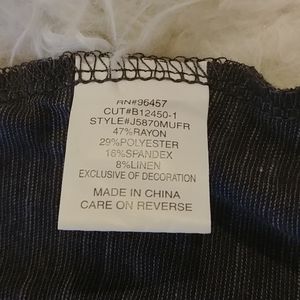 RN#96457
CUT#B12450-1
STYLE#J5870MUFR
47%RAYON
29%POLYESTER
16%SPANDEX
8%LINEN
EXCLUSIVE OF DECORATION
MADE IN CHINA
CARE ON REVERSE